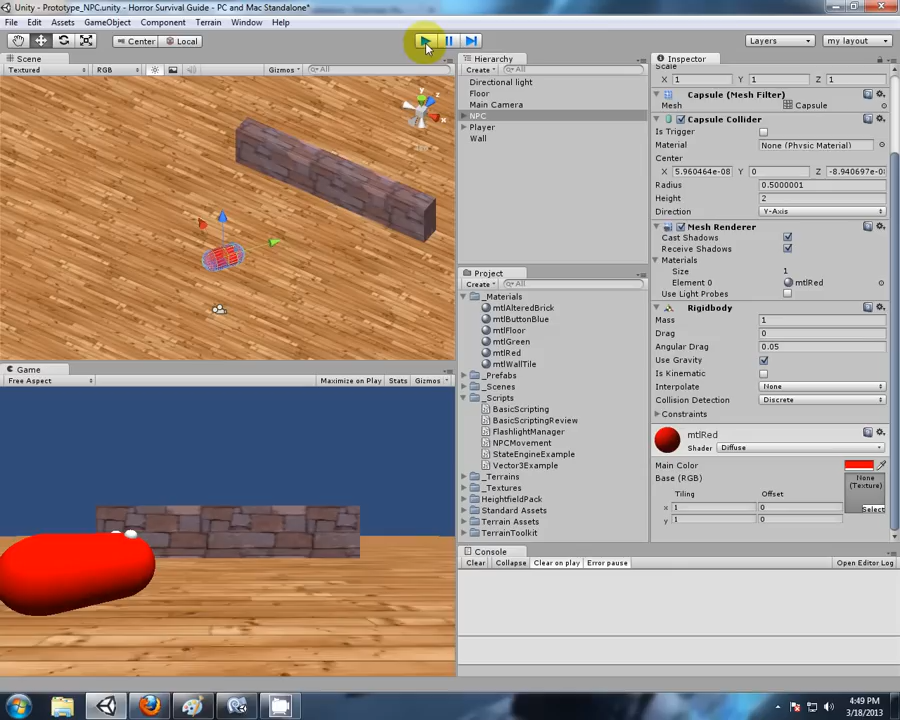 Unity - Prototype_NPC.unity - Horror Survival Guide - PC and Mac Standalone*
File Edit Assets GameObject Component Terrain Window Help
Center Local Layers my layout
Scene
Textured RGB Gizmos All
y
z
x
Game
Free Aspect Maximize on Play Stats Gizmos
Hierarchy
Create All
Directional light
Floor
Main Camera
NPC
Player
Wall
Project
Create All
_Materials
mtlAlteredBrick
mtlButtonBlue
mtlFloor
mtlGreen
mtlRed
mtlWallTile
_Prefabs
_Scenes
_Scripts
BasicScripting
BasicScriptingReview
FlashlightManager
NPCMovement
StateEngineExample
Vector3Example
_Terrains
_Textures
HeightfieldPack
Standard Assets
Terrain Assets
TerrainToolkit
Console
Clear Collapse Clear on play Error pause Open Editor Log
Inspector
Scale
X 1 Y 1 Z 1
Capsule (Mesh Filter)
Mesh Capsule
Capsule Collider
Is Trigger
Material None (Physic Material)
Center
X 5.960464e-08 Y 0 Z -8.940697e-0
Radius 0.5000001
Height 2
Direction Y-Axis
Mesh Renderer
Cast Shadows
Receive Shadows
Materials
Size 1
Element 0 mtlRed
Use Light Probes
Rigidbody
Mass 1
Drag 0
Angular Drag 0.05
Use Gravity
Is Kinematic
Interpolate None
Collision Detection Discrete
Constraints
mtlRed
Shader Diffuse
Main Color
Base (RGB) None (Texture)
Tiling Offset
x 1 0
y 1 0
Select
4:49 PM
3/18/2013